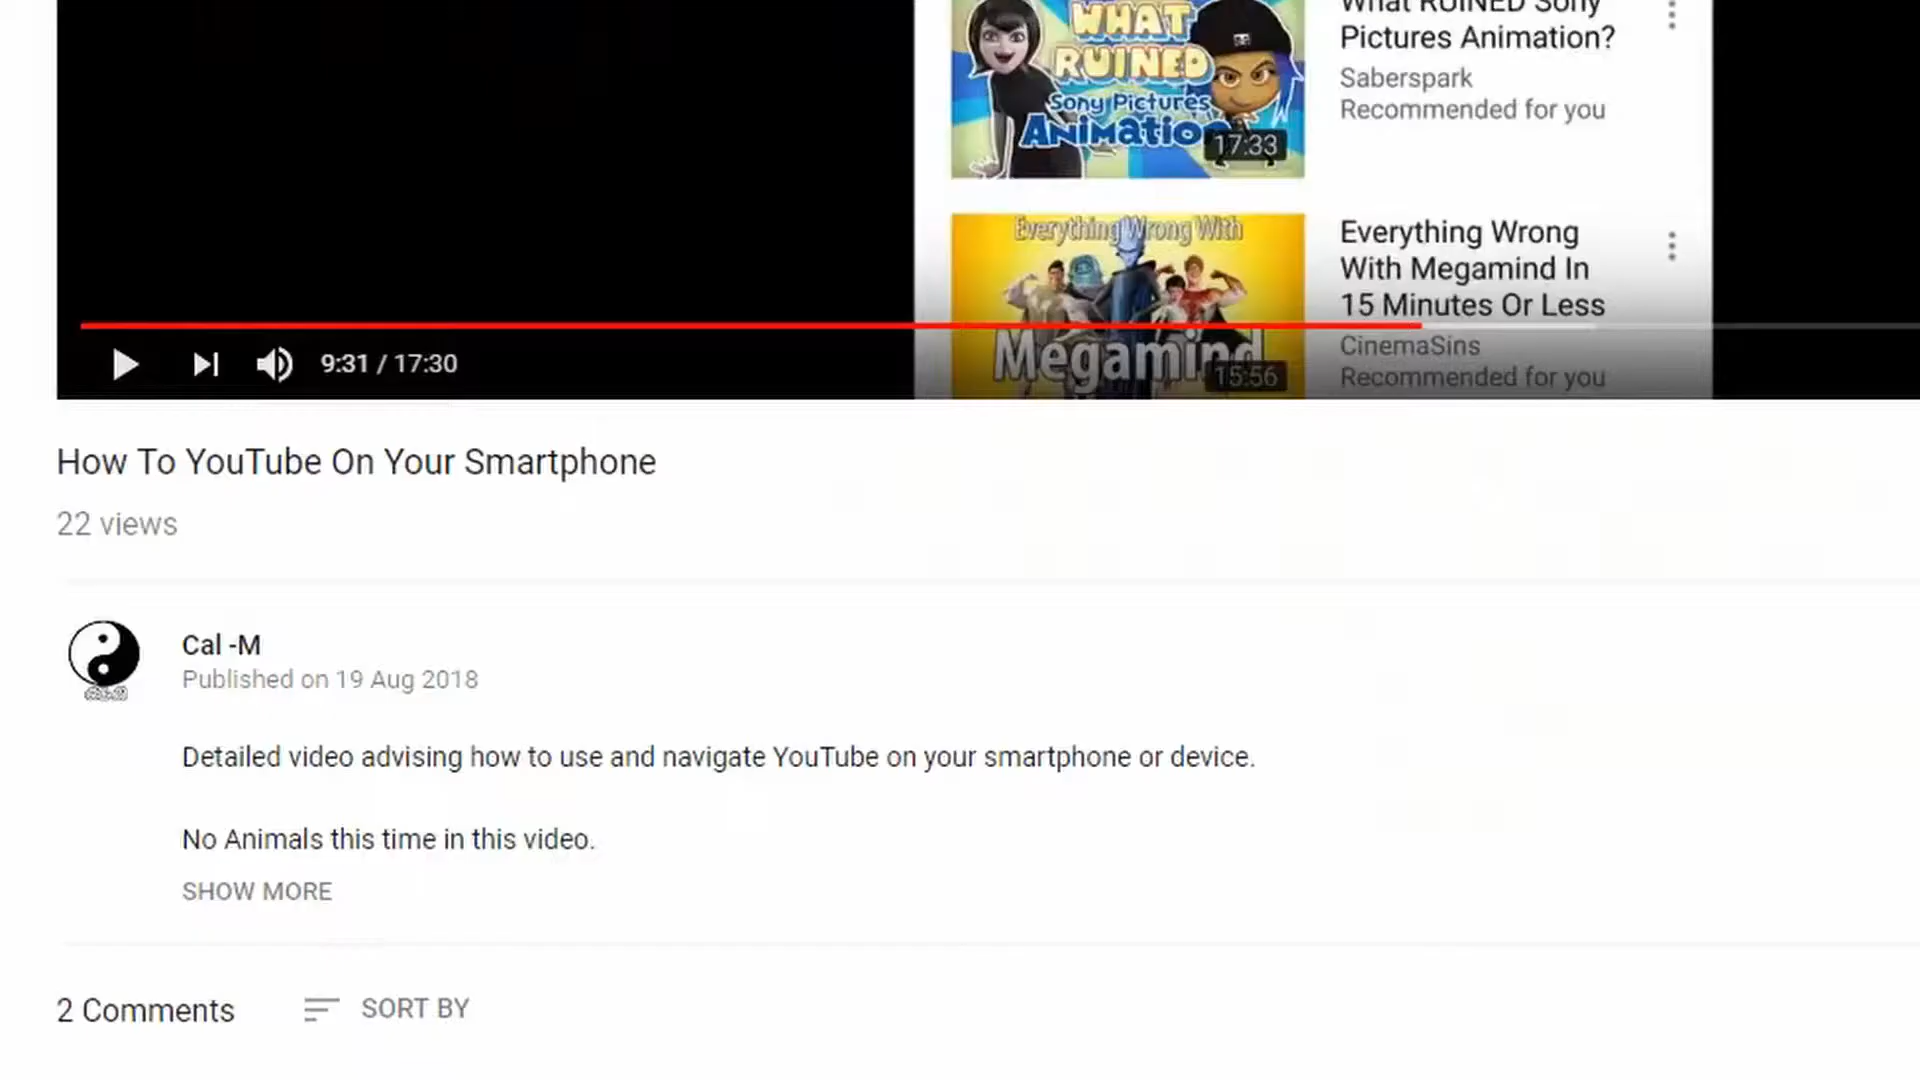 What RUINED Sony
Pictures Animation?
Saberspark
Recommended for you
WHAT
RUINED
Sony Pictures
Animation
17:33
Everything Wrong
With Megamind In
15 Minutes Or Less
CinemaSins
Recommended for you
Everything Wrong With
Megamind
15:56
9:31 / 17:30
How To YouTube On Your Smartphone
22 views
Cal -M
Published on 19 Aug 2018
Detailed video advising how to use and navigate YouTube on your smartphone or device.
No Animals this time in this video.
SHOW MORE
2 Comments
SORT BY